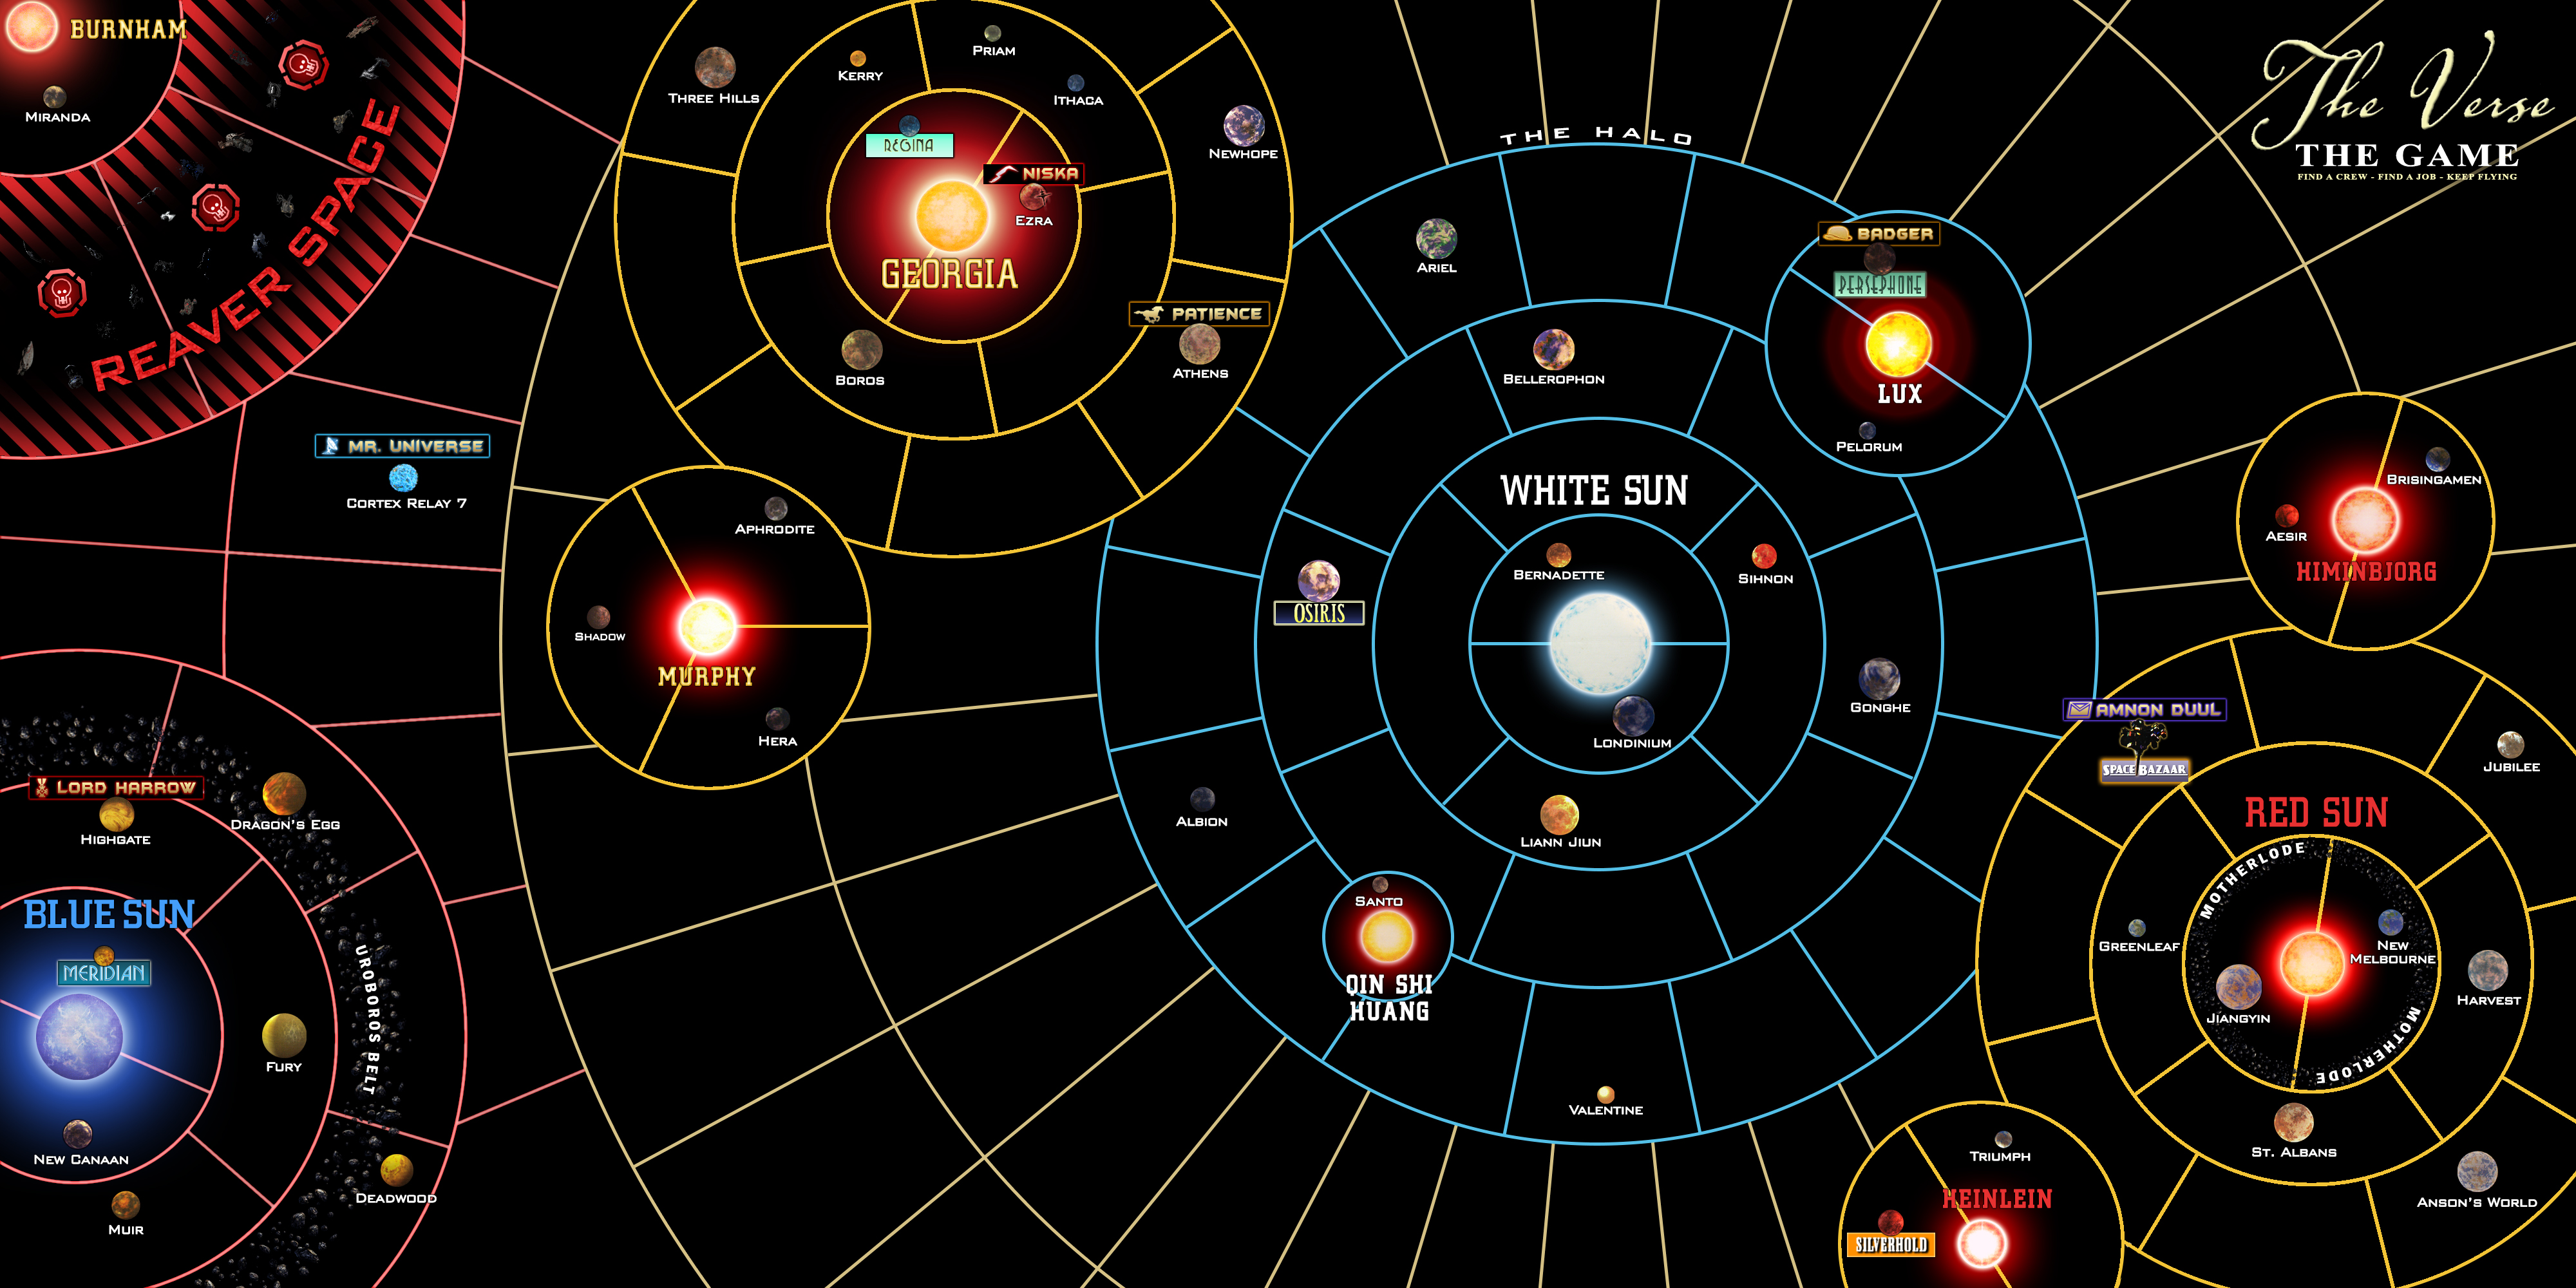 BURNHAM
MIRANDA
REAVER SPACE
THREE HILLS
KERRY
PRIAM
ITHACA
REGINA
NISKA
EZRA
GEORGIA
NEWHOPE
PATIENCE
ATHENS
BOROS
THE HALO
ARIEL
BELLEROPHON
BADGER
PERSEPHONE
LUX
PELORUM
The Verse
THE GAME
FIND A CREW - FIND A JOB - KEEP FLYING
MR. UNIVERSE
CORTEX RELAY 7
APHRODITE
SHADOW
MURPHY
HERA
WHITE SUN
BERNADETTE
SIHNON
OSIRIS
LONDINIUM
GONGHE
LIANN JIUN
ALBION
SANTO
QIN SHI
HUANG
VALENTINE
BRISINGAMEN
AESIR
HIMINBJORG
AMNON DUUL
SPACE BAZAAR
JUBILEE
RED SUN
MOTHERLODE
GREENLEAF
NEW
MELBOURNE
JIANGYIN
HARVEST
MOTHERLODE
ST. ALBANS
ANSON'S WORLD
TRIUMPH
HEINLEIN
SILVERHOLD
LORD HARROW
HIGHGATE
DRAGON'S EGG
BLUE SUN
MERIDIAN
UROBOROS BELT
FURY
NEW CANAAN
MUIR
DEADWOOD